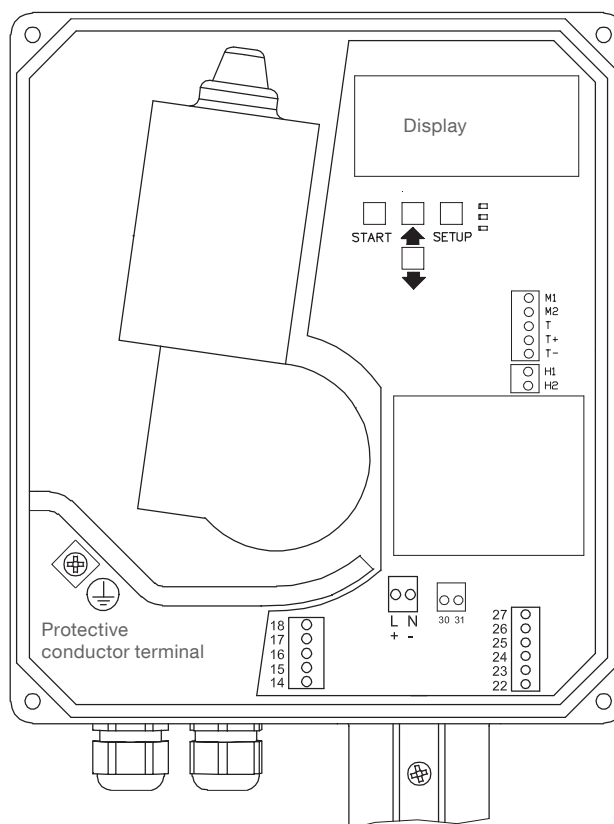 Display
START
SETUP
M1
M2
T
T+
T-
H1
H2
L N
+ -
30 31
18
17
16
15
14
27
26
25
24
23
22
Protective
conductor terminal